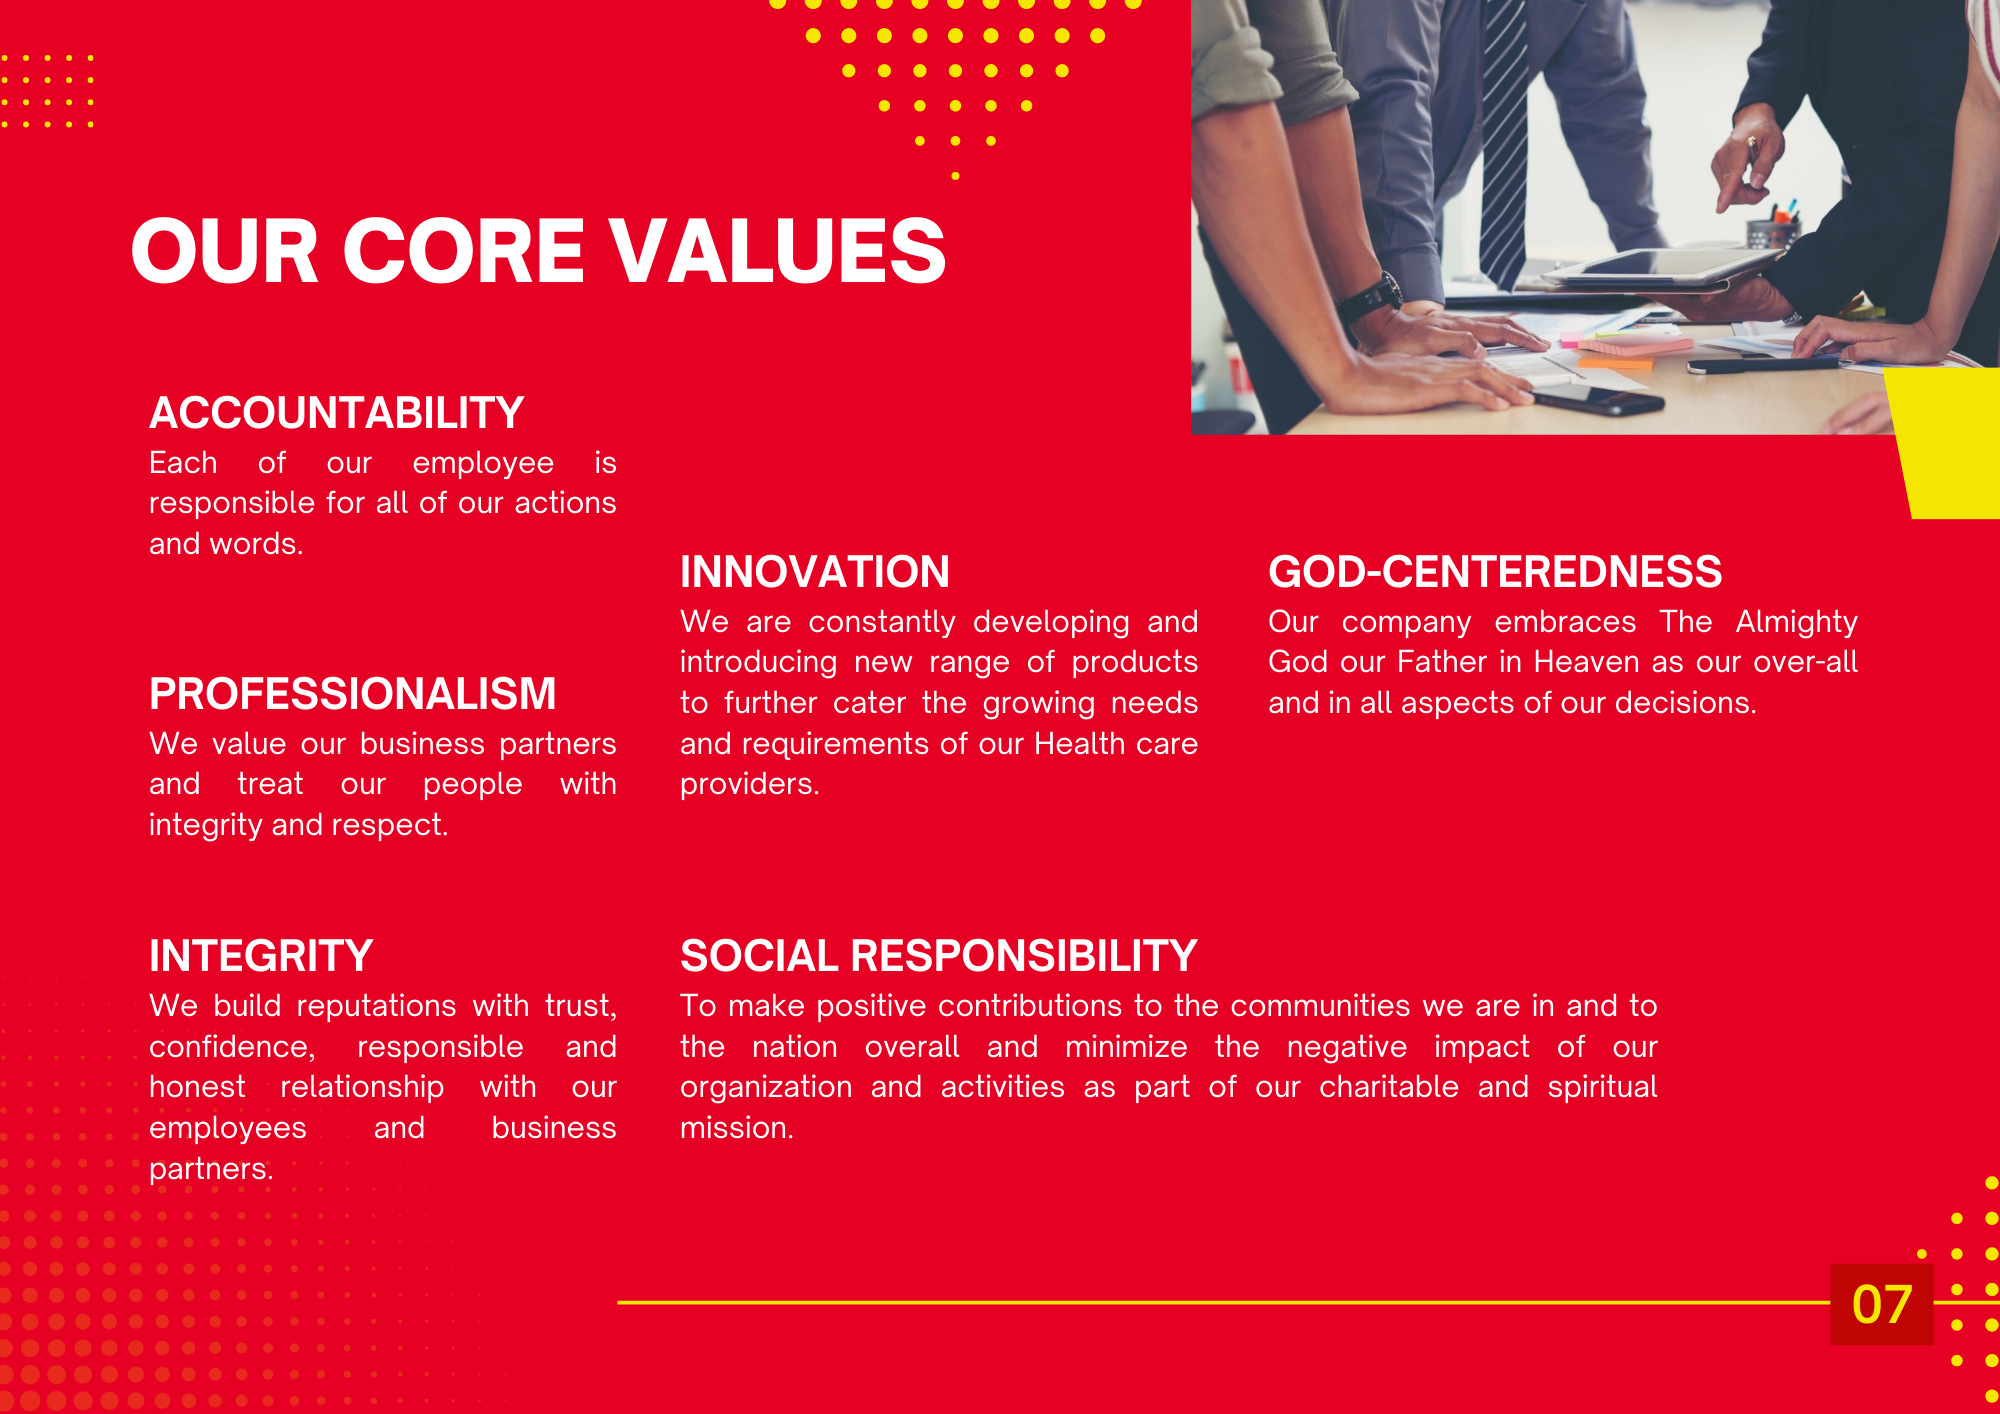 OUR CORE VALUES
ACCOUNTABILITY
Each of our employee is
responsible for all of our actions
and words.
PROFESSIONALISM
We value our business partners
and treat our people with
integrity and respect.
INTEGRITY
We build reputations with trust,
confidence, responsible and
honest relationship with our
employees and business
partners.
INNOVATION
We are constantly developing and
introducing new range of products
to further cater the growing needs
and requirements of our Health care
providers.
GOD-CENTEREDNESS
Our company embraces The Almighty
God our Father in Heaven as our over-all
and in all aspects of our decisions.
SOCIAL RESPONSIBILITY
To make positive contributions to the communities we are in and to
the nation overall and minimize the negative impact of our
organization and activities as part of our charitable and spiritual
mission.
07